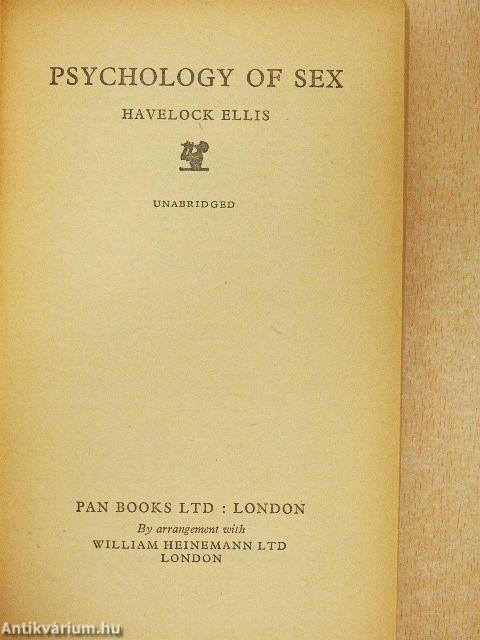 PSYCHOLOGY OF SEX
HAVELOCK ELLIS
UNABRIDGED
PAN BOOKS LTD : LONDON
By arrangement with
WILLIAM HEINEMANN LTD
LONDON
Antikvárium.hu